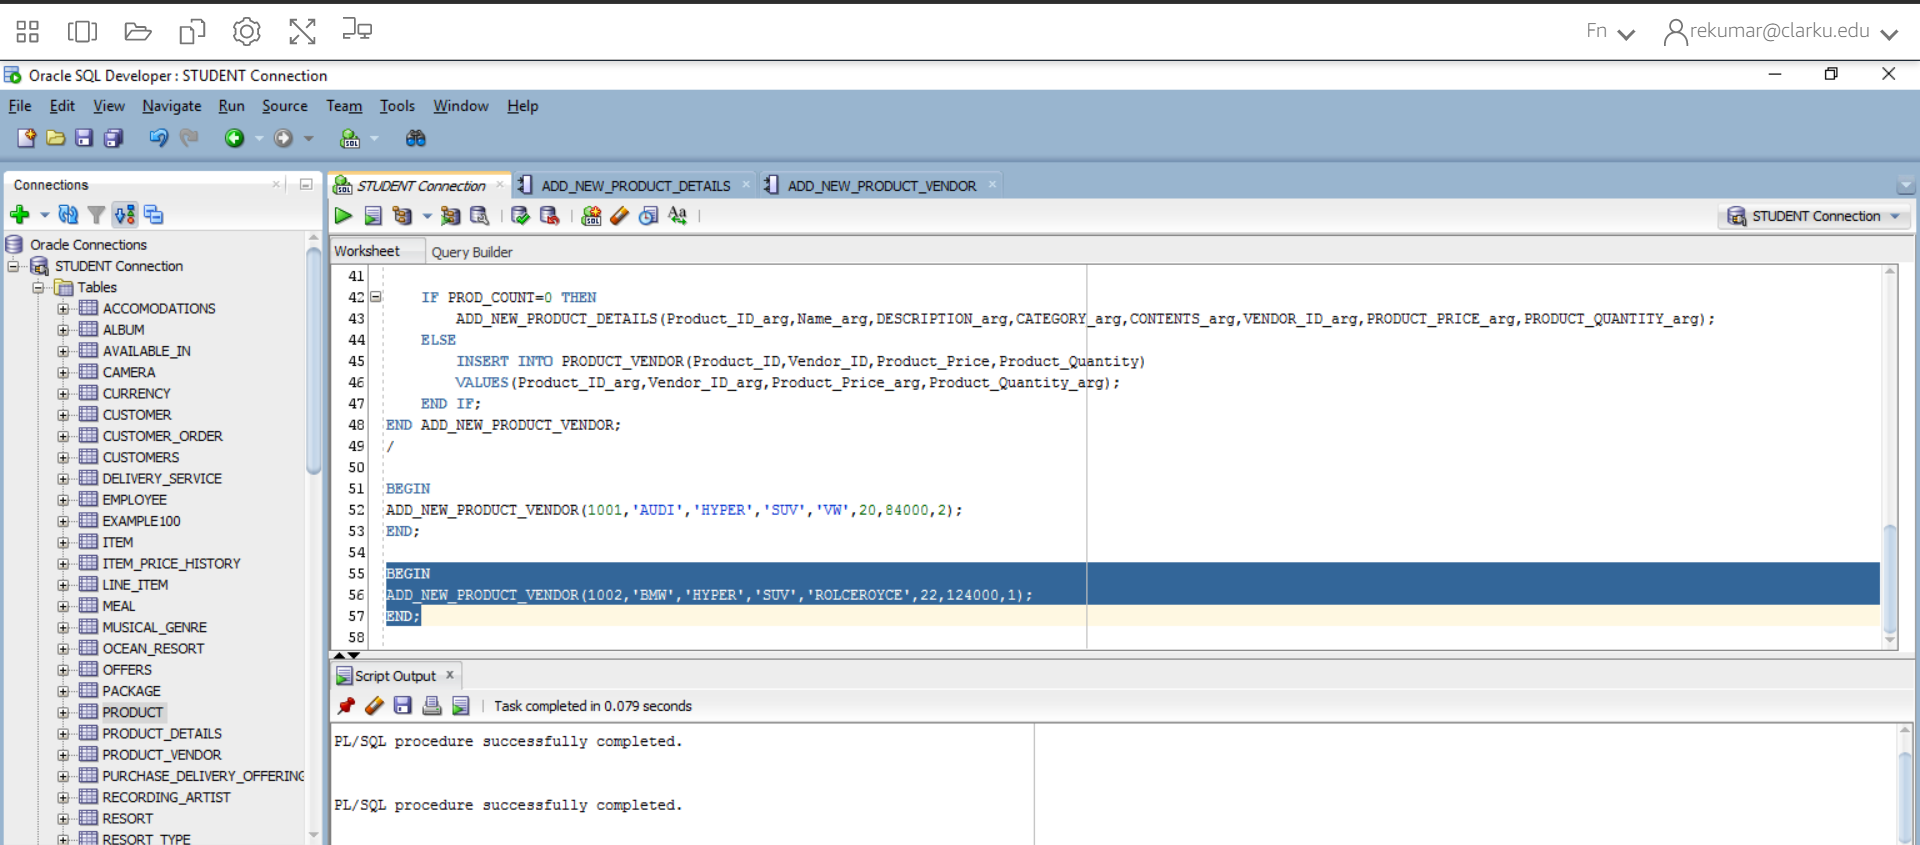 Fn
rekumar@clarku.edu
Oracle SQL Developer : STUDENT Connection
File Edit View Navigate Run Source Team Tools Window Help
Connections
Oracle Connections
STUDENT Connection
Tables
ACCOMODATIONS
ALBUM
AVAILABLE_IN
CAMERA
CURRENCY
CUSTOMER
CUSTOMER_ORDER
CUSTOMERS
DELIVERY_SERVICE
EMPLOYEE
EXAMPLE100
ITEM
ITEM_PRICE_HISTORY
LINE_ITEM
MEAL
MUSICAL_GENRE
OCEAN_RESORT
OFFERS
PACKAGE
PRODUCT
PRODUCT_DETAILS
PRODUCT_VENDOR
PURCHASE_DELIVERY_OFFERING
RECORDING_ARTIST
RESORT
RESORT_TYPE
STUDENT Connection ADD_NEW_PRODUCT_DETAILS ADD_NEW_PRODUCT_VENDOR
STUDENT Connection
Worksheet Query Builder
41
42 IF PROD_COUNT=0 THEN
43 ADD_NEW_PRODUCT_DETAILS(Product_ID_arg,Name_arg,DESCRIPTION_arg,CATEGORY_arg,CONTENTS_arg,VENDOR_ID_arg,PRODUCT_PRICE_arg,PRODUCT_QUANTITY_arg);
44 ELSE
45 INSERT INTO PRODUCT_VENDOR(Product_ID,Vendor_ID,Product_Price,Product_Quantity)
46 VALUES(Product_ID_arg,Vendor_ID_arg,Product_Price_arg,Product_Quantity_arg);
47 END IF;
48 END ADD_NEW_PRODUCT_VENDOR;
49 /
50
51 BEGIN
52 ADD_NEW_PRODUCT_VENDOR(1001,'AUDI','HYPER','SUV','VW',20,84000,2);
53 END;
54
55 BEGIN
56 ADD_NEW_PRODUCT_VENDOR(1002,'BMW','HYPER','SUV','ROLCEROYCE',22,124000,1);
57 END;
58
Script Output x
Task completed in 0.079 seconds
PL/SQL procedure successfully completed.
PL/SQL procedure successfully completed.